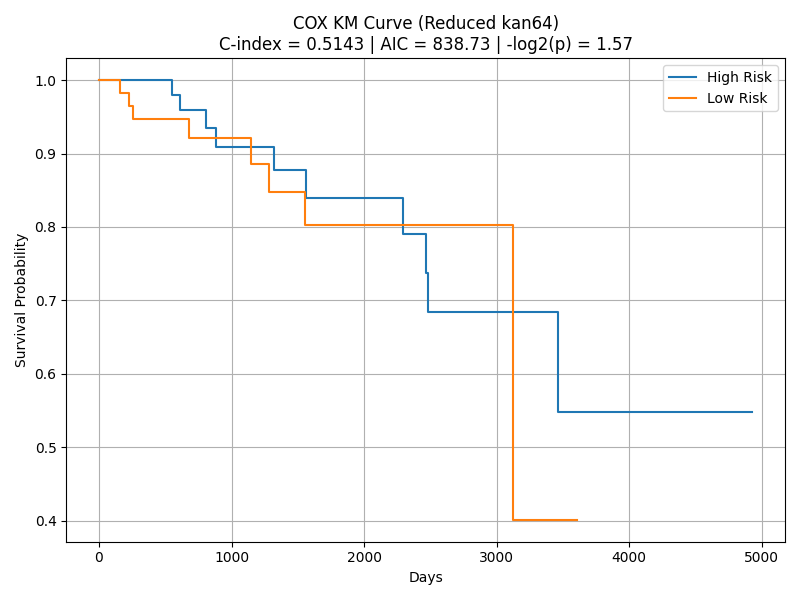 COX KM Curve (Reduced kan64)
C-index = 0.5143 | AIC = 838.73 | -log2(p) = 1.57
High Risk
Low Risk
1.0
0.9
0.8
0.7
0.6
0.5
0.4
Survival Probability
0 1000 2000 3000 4000 5000
Days